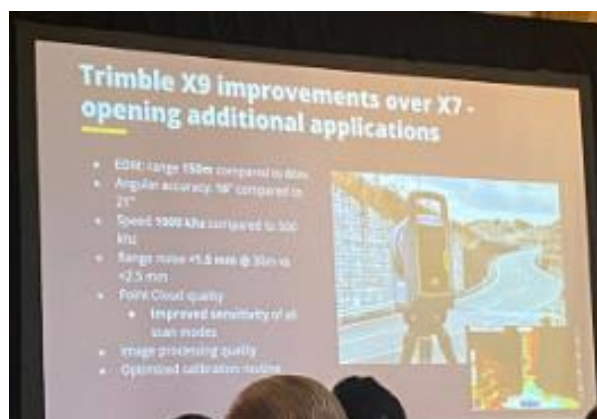 Trimble X9 improvements over X7 -
opening additional applications
EDM: range 150m compared to 80m
Angular accuracy: 16" compared to
21"
Speed 1000 khz compared to 500
khz
Range noise <1.5 mm @ 30m vs
<2.5 mm
Point Cloud quality
Improved sensitivity of all
scan modes
Image processing quality
Optimized calibration routine